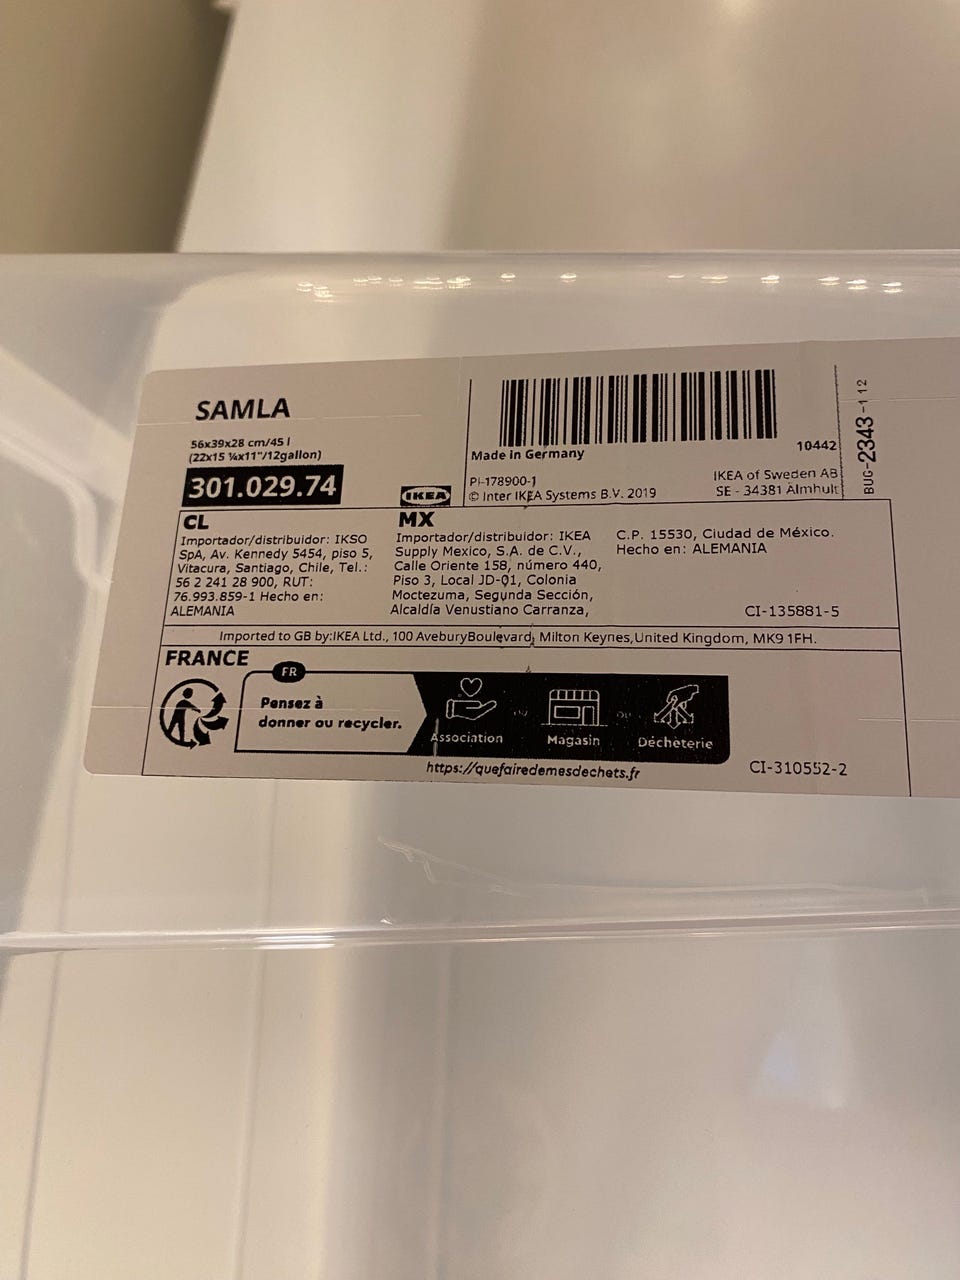 SAMLA
56x39x28 cm/45 l
(22x15 ¼x11"/12gallon)
301.029.74
IKEA
Made in Germany
10442
PI-178900-1
© Inter IKEA Systems B.V. 2019
IKEA of Sweden AB
SE - 34381 Älmhult
BUG-2343-1 12
CL
Importador/distribuidor: IKSO
SpA, Av. Kennedy 5454, piso 5,
Vitacura, Santiago, Chile, Tel.:
56 2 241 28 900, RUT:
76.993.859-1 Hecho en:
ALEMANIA
MX
Importador/distribuidor: IKEA
Supply Mexico, S.A. de C.V.,
Calle Oriente 158, número 440,
Piso 3, Local JD-01, Colonia
Moctezuma, Segunda Sección,
Alcaldía Venustiano Carranza,
C.P. 15530, Ciudad de México.
Hecho en: ALEMANIA
CI-135881-5
Imported to GB by:IKEA Ltd., 100 AveburyBoulevard, Milton Keynes,United Kingdom, MK9 1FH.
FRANCE
FR
Pensez à
donner ou recycler.
Association
Magasin
Déchèterie
https://quefairedemesdechets.fr
CI-310552-2